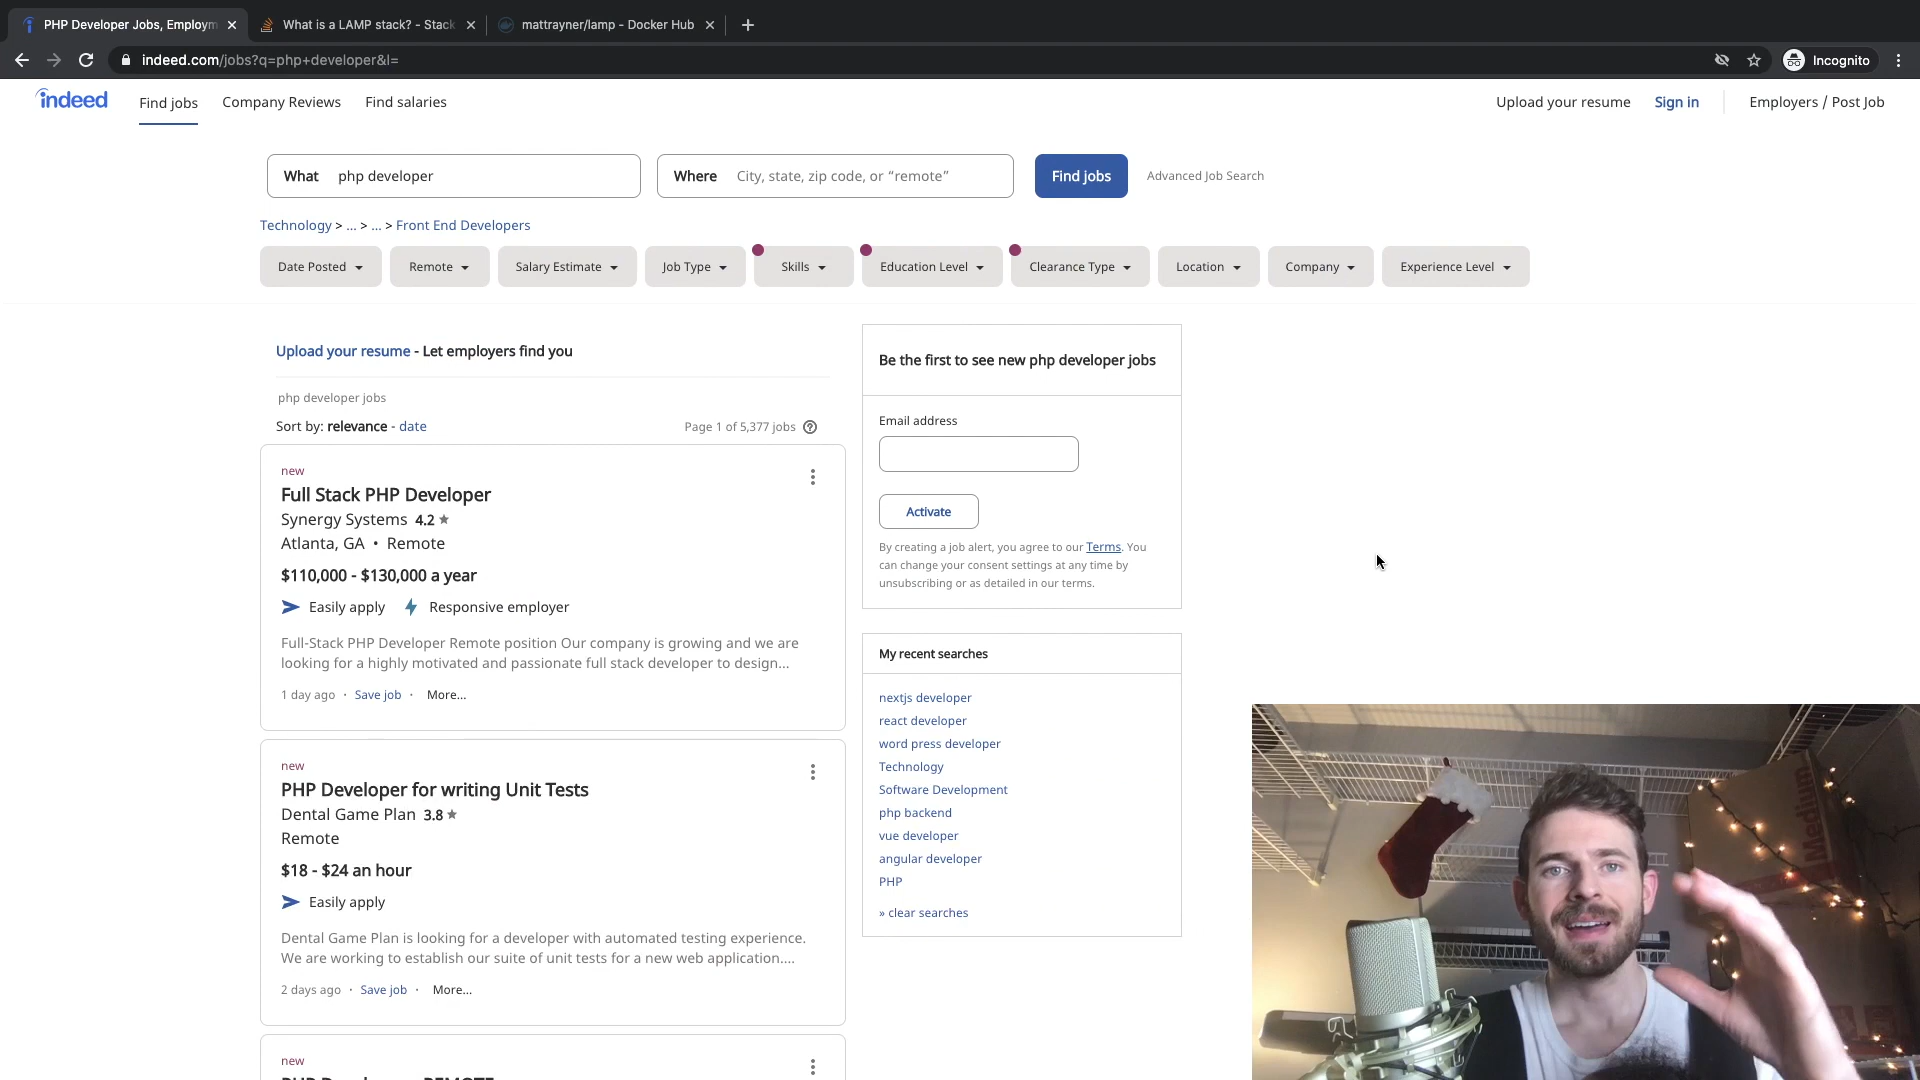 PHP Developer Jobs, Employm
What is a LAMP stack? - Stack
mattrayner/lamp - Docker Hub
indeed.com/jobs?q=php+developer&l=
Incognito
indeed
Find jobs
Company Reviews
Find salaries
Upload your resume
Sign in
Employers / Post Job
What php developer
Where City, state, zip code, or “remote”
Find jobs
Advanced Job Search
Technology > ... > ... > Front End Developers
Date Posted
Remote
Salary Estimate
Job Type
Skills
Education Level
Clearance Type
Location
Company
Experience Level
Upload your resume - Let employers find you
php developer jobs
Sort by: relevance - date
Page 1 of 5,377 jobs
new
Full Stack PHP Developer
Synergy Systems 4.2
Atlanta, GA • Remote
$110,000 - $130,000 a year
Easily apply Responsive employer
Full-Stack PHP Developer Remote position Our company is growing and we are
looking for a highly motivated and passionate full stack developer to design...
1 day ago · Save job · More...
new
PHP Developer for writing Unit Tests
Dental Game Plan 3.8
Remote
$18 - $24 an hour
Easily apply
Dental Game Plan is looking for a developer with automated testing experience.
We are working to establish our suite of unit tests for a new web application....
2 days ago · Save job · More...
new
Be the first to see new php developer jobs
Email address
Activate
By creating a job alert, you agree to our Terms. You
can change your consent settings at any time by
unsubscribing or as detailed in our terms.
My recent searches
nextjs developer
react developer
word press developer
Technology
Software Development
php backend
vue developer
angular developer
PHP
» clear searches
Medium